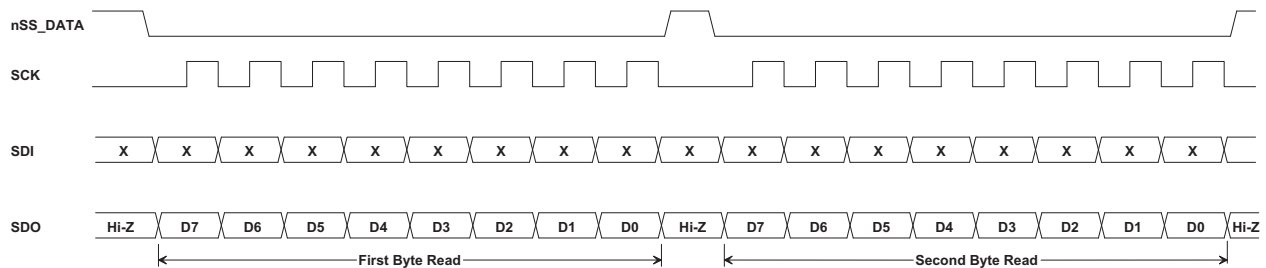 nSS_DATA
SCK
SDI X X X X X X X X X X X X X X X X X X
SDO Hi-Z D7 D6 D5 D4 D3 D2 D1 D0 Hi-Z D7 D6 D5 D4 D3 D2 D1 D0 Hi-Z
First Byte Read Second Byte Read